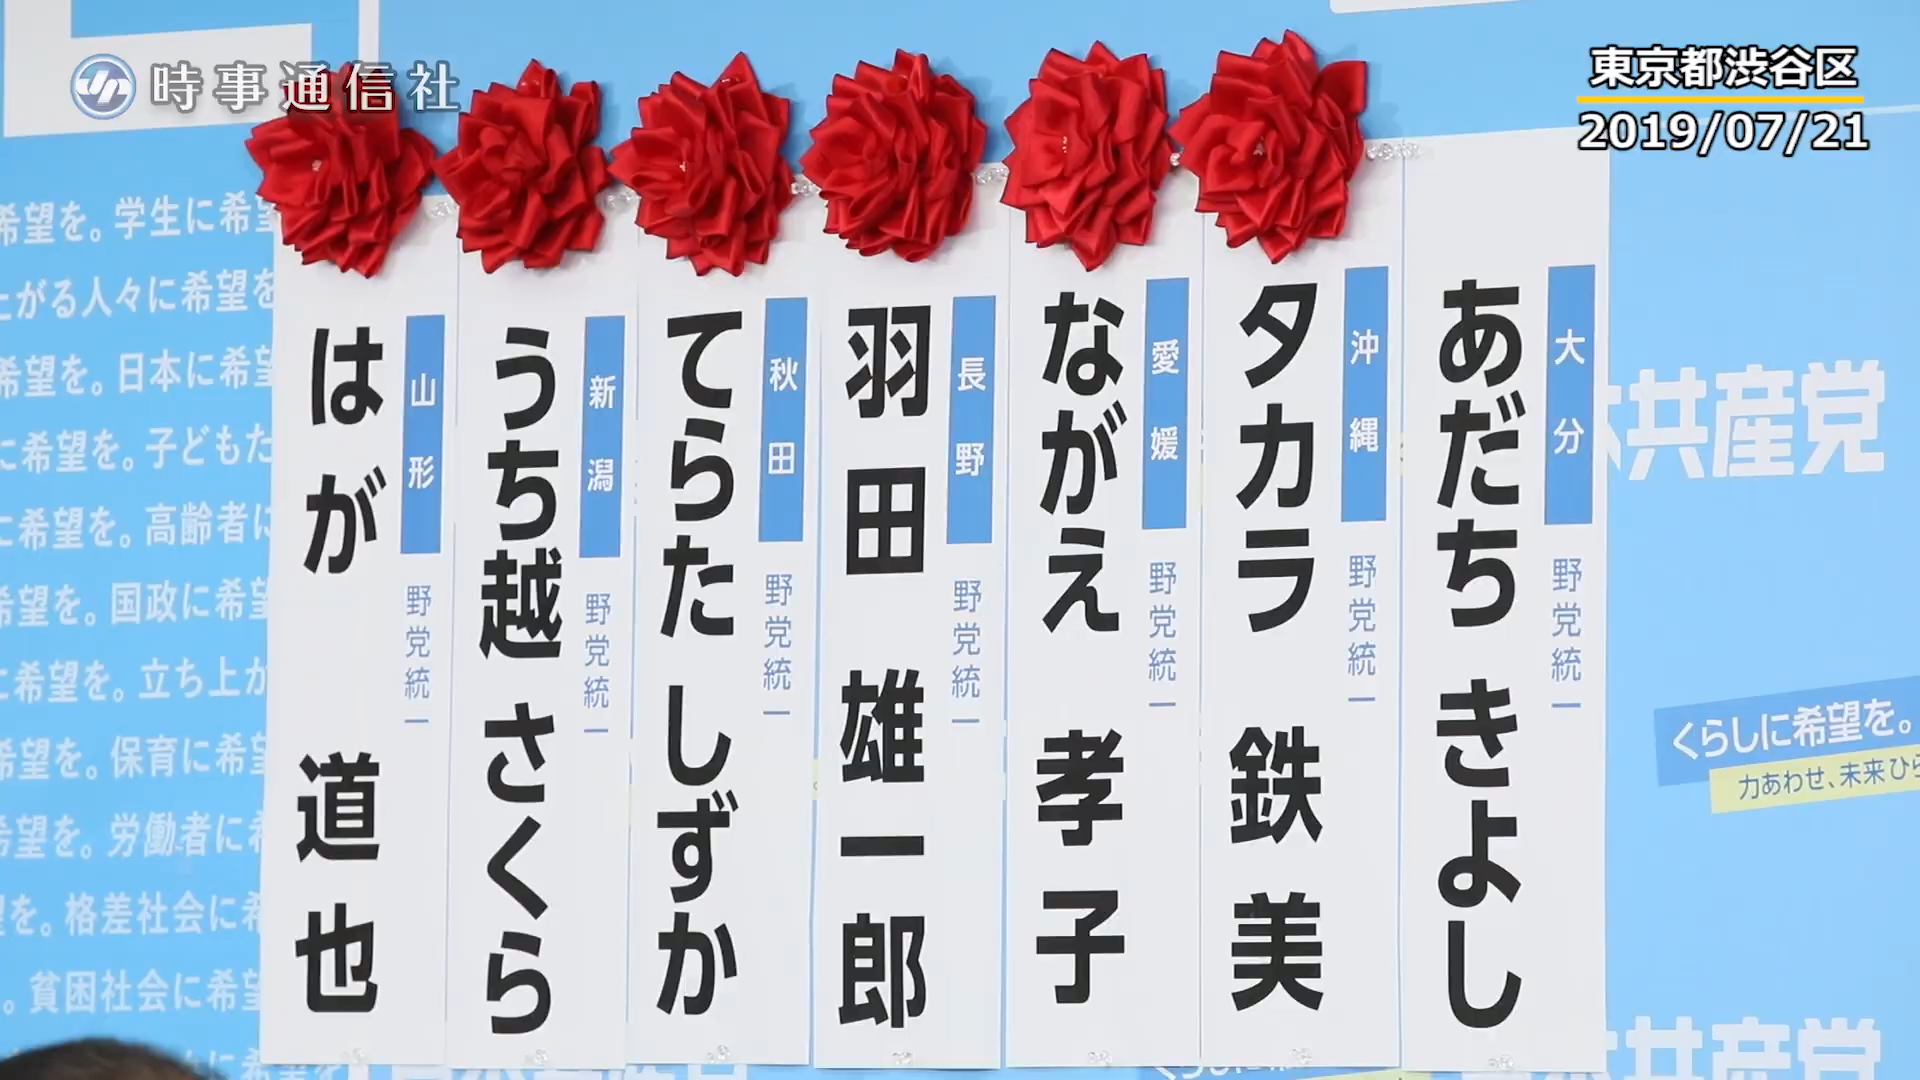 時事通信社
東京都渋谷区
2019/07/21
大分
野党統一
あだち きよし
沖縄
野党統一
タカラ 鉄美
愛媛
野党統一
ながえ 孝子
長野
野党統一
羽田 雄一郎
秋田
野党統一
てらた しずか
新潟
野党統一
うち越 さくら
山形
野党統一
はが 道也
希望を。学生に希望
上がる人々に希望を
希望を。日本に希望
に希望を。子どもた
に希望を。高齢者に
希望を。国政に希望
に希望を。立ち上が
希望を。保育に希望
希望を。労働者に希
望を。格差社会に希
。貧困社会に希望
共産党
くらしに希望を。
力あわせ、未来ひら
共産党